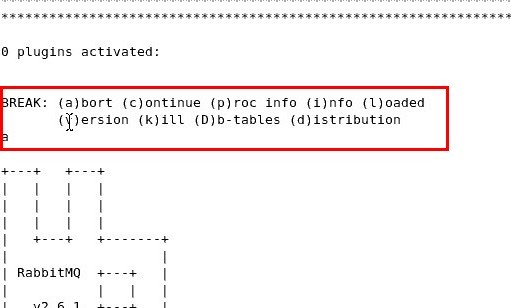 ********************************************************************
0 plugins activated:
BREAK: (a)bort (c)ontinue (p)roc info (i)nfo (l)oaded
       (v)ersion (k)ill (D)b-tables (d)istribution
a
+---+   +---+
|   |   |   |
|   |   |   |
|   |   |   |
|   +---+   +-------+
|                   |
| RabbitMQ  +---+   |
|           |   |   |
    v2.6.1  +---+